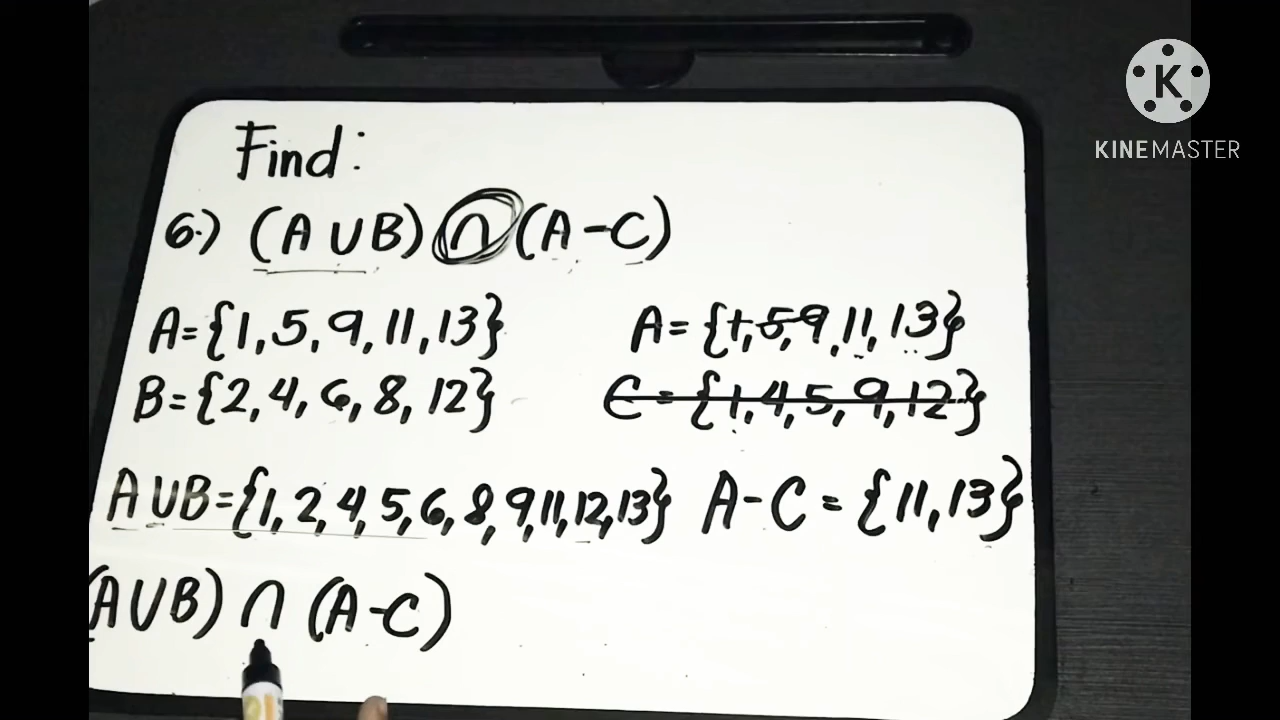 Find:
6.) (A ∪ B) ∩ (A - C)
A = {1, 5, 9, 11, 13}
A = {1, 5, 9, 11, 13}
B = {2, 4, 6, 8, 12}
C = {1, 4, 5, 9, 12}
A ∪ B = {1, 2, 4, 5, 6, 8, 9, 11, 12, 13}
A - C = {11, 13}
(A ∪ B) ∩ (A - C)
K
KINEMASTER